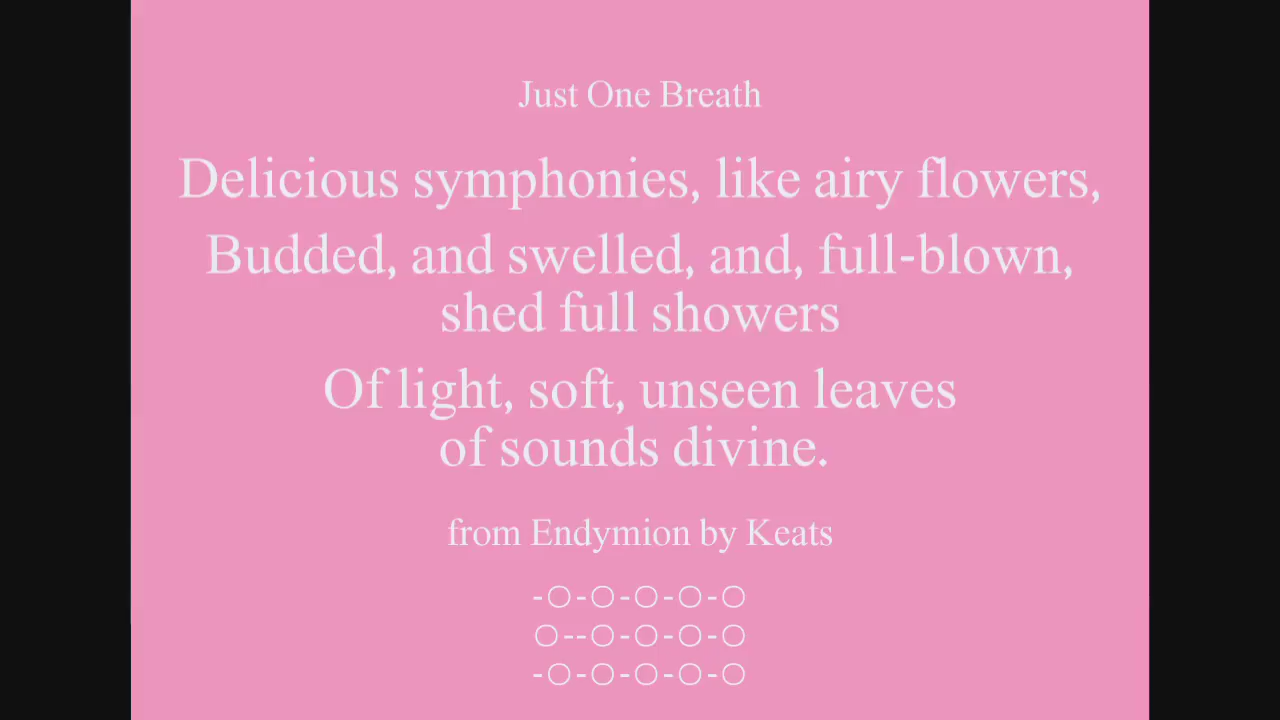 Just One Breath
Delicious symphonies, like airy flowers,
Budded, and swelled, and, full-blown,
shed full showers
Of light, soft, unseen leaves
of sounds divine.
from Endymion by Keats
-○-○-○-○-○
○--○-○-○-○
-○-○-○-○-○